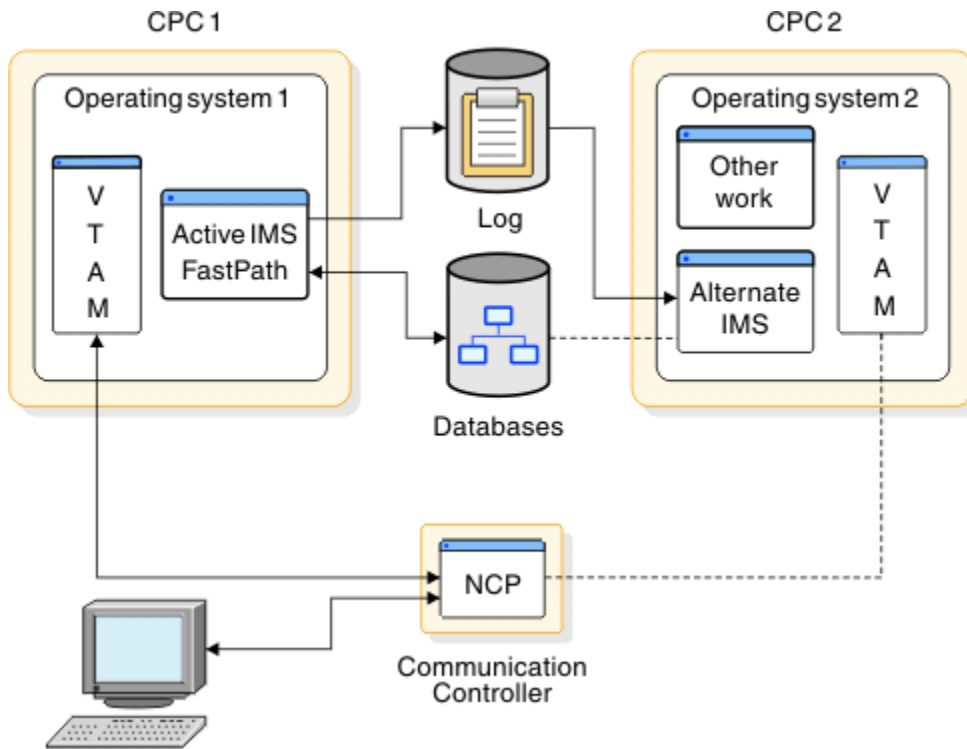 CPC 1
CPC 2
Operating system 1
Operating system 2
V
T
A
M
Active IMS
FastPath
Log
Databases
Other
work
Alternate
IMS
V
T
A
M
NCP
Communication
Controller